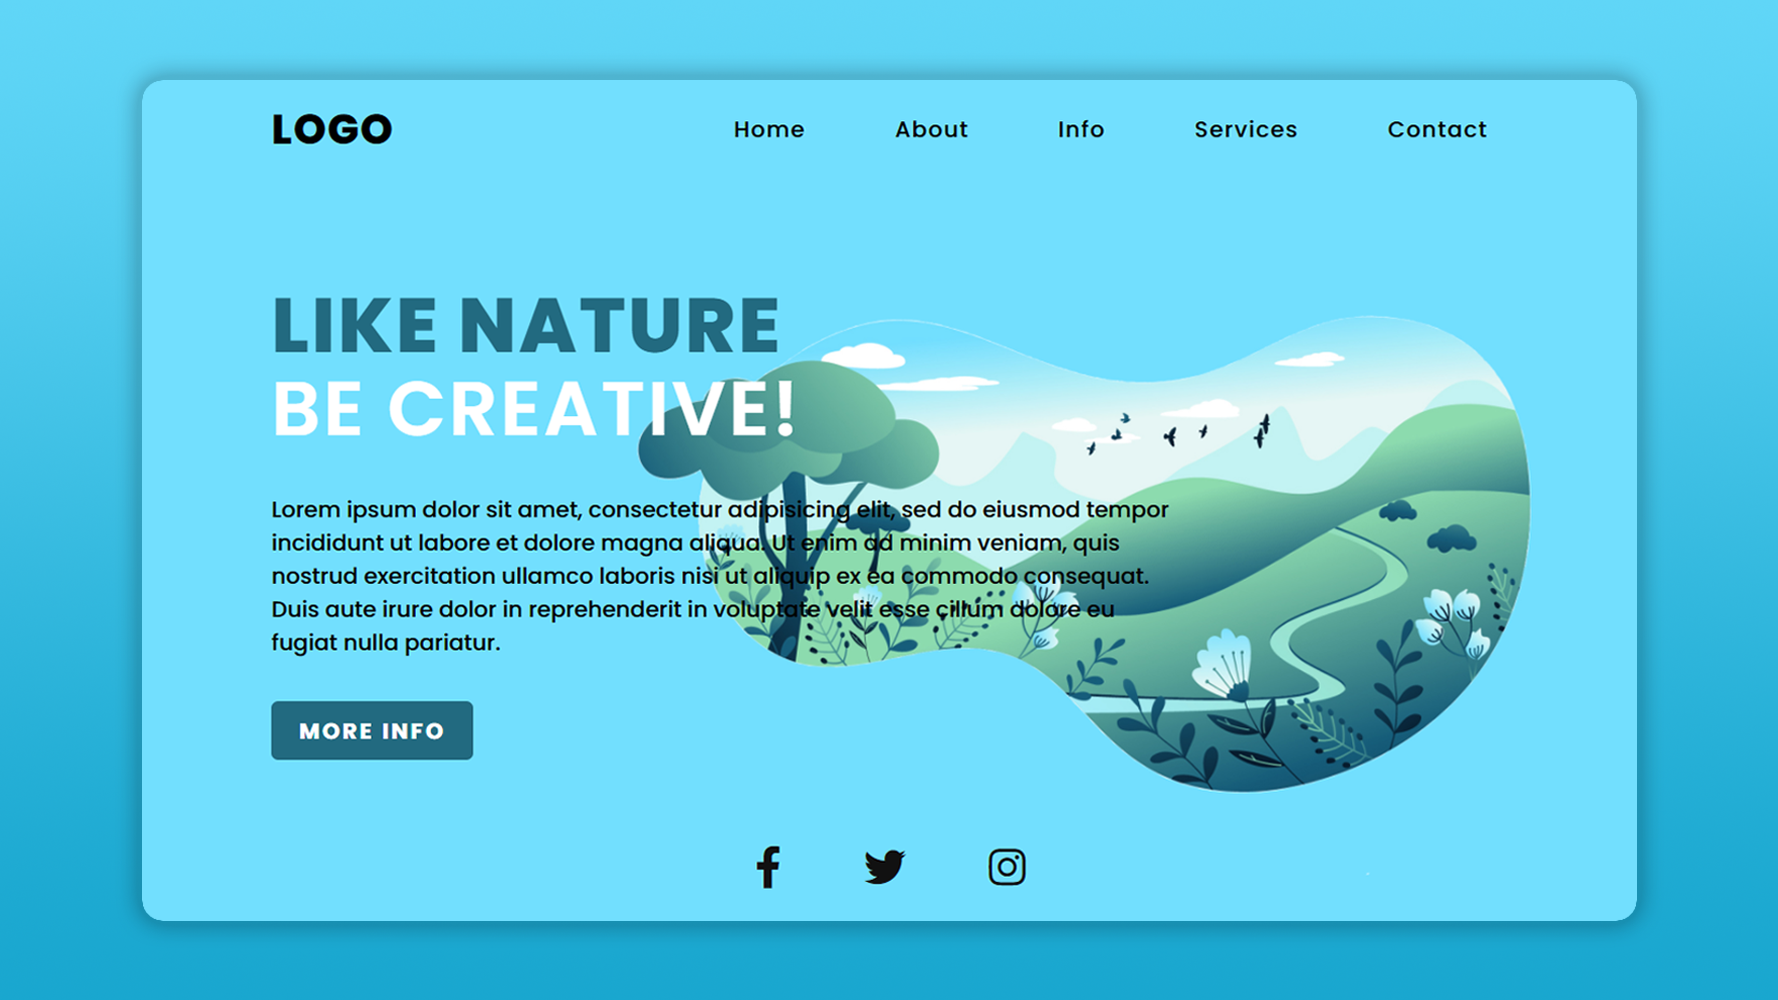 LOGO
Home About Info Services Contact
LIKE NATURE
BE CREATIVE!
Lorem ipsum dolor sit amet, consectetur adipisicing elit, sed do eiusmod tempor
incididunt ut labore et dolore magna aliqua. Ut enim ad minim veniam, quis
nostrud exercitation ullamco laboris nisi ut aliquip ex ea commodo consequat.
Duis aute irure dolor in reprehenderit in voluptate velit esse cillum dolore eu
fugiat nulla pariatur.
MORE INFO